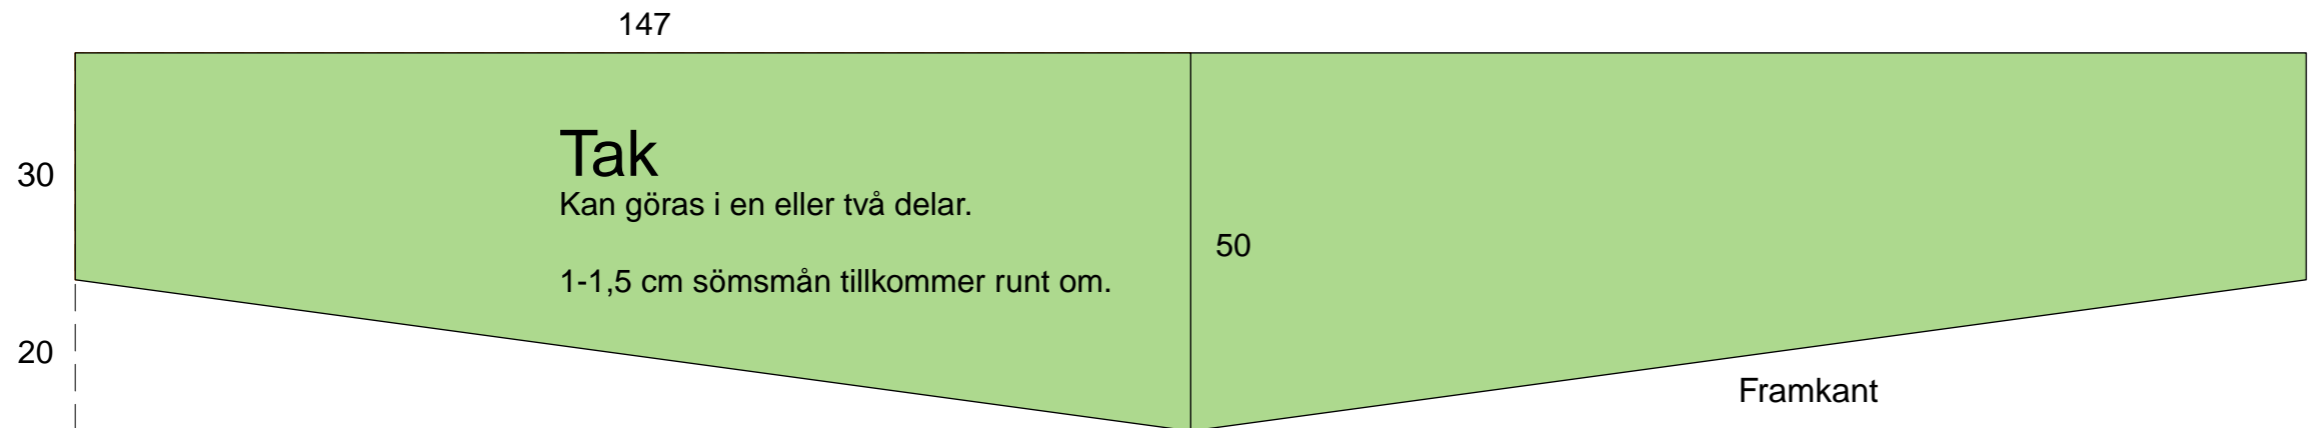 147
Tak
30
Kan göras i en eller två delar.
50
1-1,5 cm sömsmån tillkommer runt om.
20
Framkant